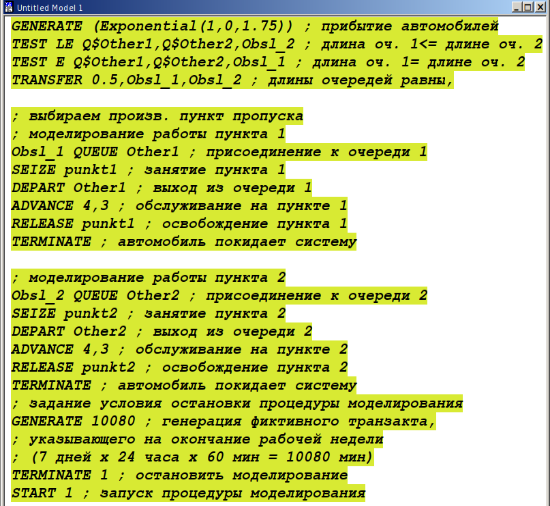 Untitled Model 1
GENERATE (Exponential(1,0,1.75)) ; прибытие автомобилей
TEST LE Q$Other1,Q$Other2,Obsl_2 ; длина оч. 1<= длине оч. 2
TEST E Q$Other1,Q$Other2,Obsl_1 ; длина оч. 1= длине оч. 2
TRANSFER 0.5,Obsl_1,Obsl_2 ; длины очередей равны,
; выбираем произв. пункт пропуска
; моделирование работы пункта 1
Obsl_1 QUEUE Other1 ; присоединение к очереди 1
SEIZE punkt1 ; занятие пункта 1
DEPART Other1 ; выход из очереди 1
ADVANCE 4,3 ; обслуживание на пункте 1
RELEASE punkt1 ; освобождение пункта 1
TERMINATE ; автомобиль покидает систему
; моделирование работы пункта 2
Obsl_2 QUEUE Other2 ; присоединение к очереди 2
SEIZE punkt2 ; занятие пункта 2
DEPART Other2 ; выход из очереди 2
ADVANCE 4,3 ; обслуживание на пункте 2
RELEASE punkt2 ; освобождение пункта 2
TERMINATE ; автомобиль покидает систему
; задание условия остановки процедуры моделирования
GENERATE 10080 ; генерация фиктивного транзакта,
; указывающего на окончание рабочей недели
; (7 дней x 24 часа x 60 мин = 10080 мин)
TERMINATE 1 ; остановить моделирование
START 1 ; запуск процедуры моделирования